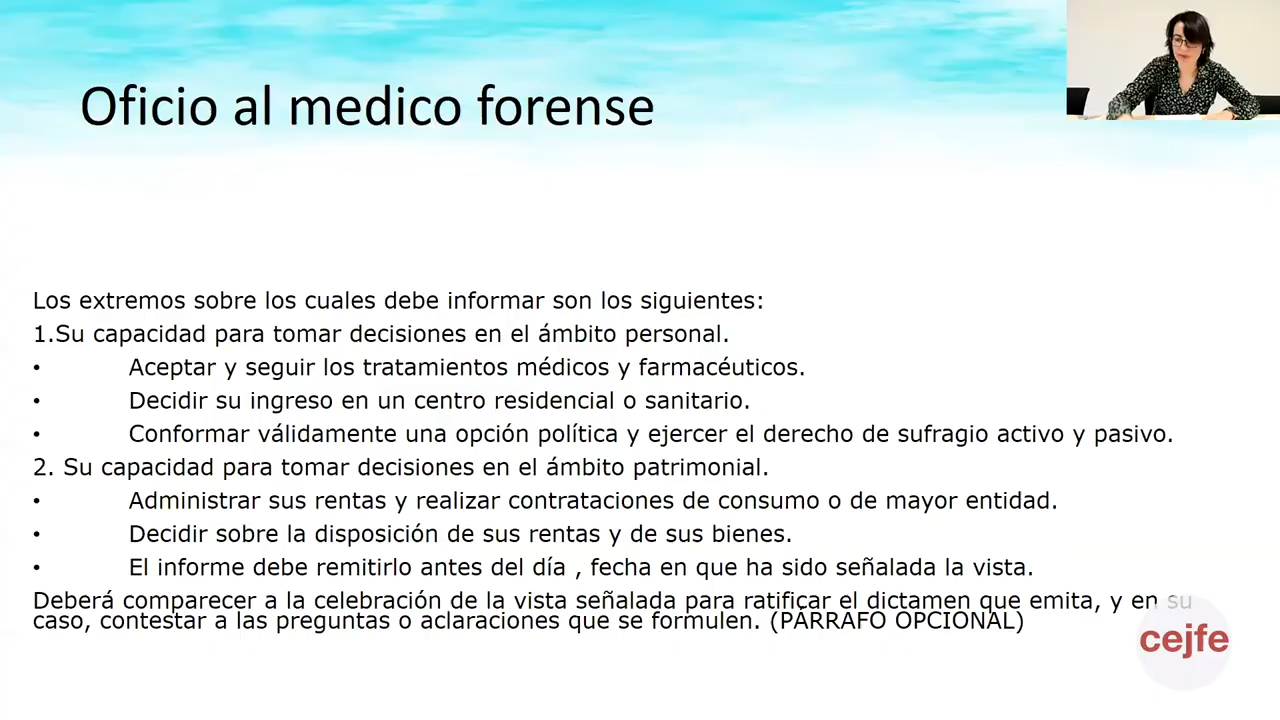 Oficio al medico forense
Los extremos sobre los cuales debe informar son los siguientes:
1.Su capacidad para tomar decisiones en el ámbito personal.
• Aceptar y seguir los tratamientos médicos y farmacéuticos.
• Decidir su ingreso en un centro residencial o sanitario.
• Conformar válidamente una opción política y ejercer el derecho de sufragio activo y pasivo.
2. Su capacidad para tomar decisiones en el ámbito patrimonial.
• Administrar sus rentas y realizar contrataciones de consumo o de mayor entidad.
• Decidir sobre la disposición de sus rentas y de sus bienes.
• El informe debe remitirlo antes del día , fecha en que ha sido señalada la vista.
Deberá comparecer a la celebración de la vista señalada para ratificar el dictamen que emita, y en su
caso, contestar a las preguntas o aclaraciones que se formulen. (PÁRRAFO OPCIONAL)
cejfe